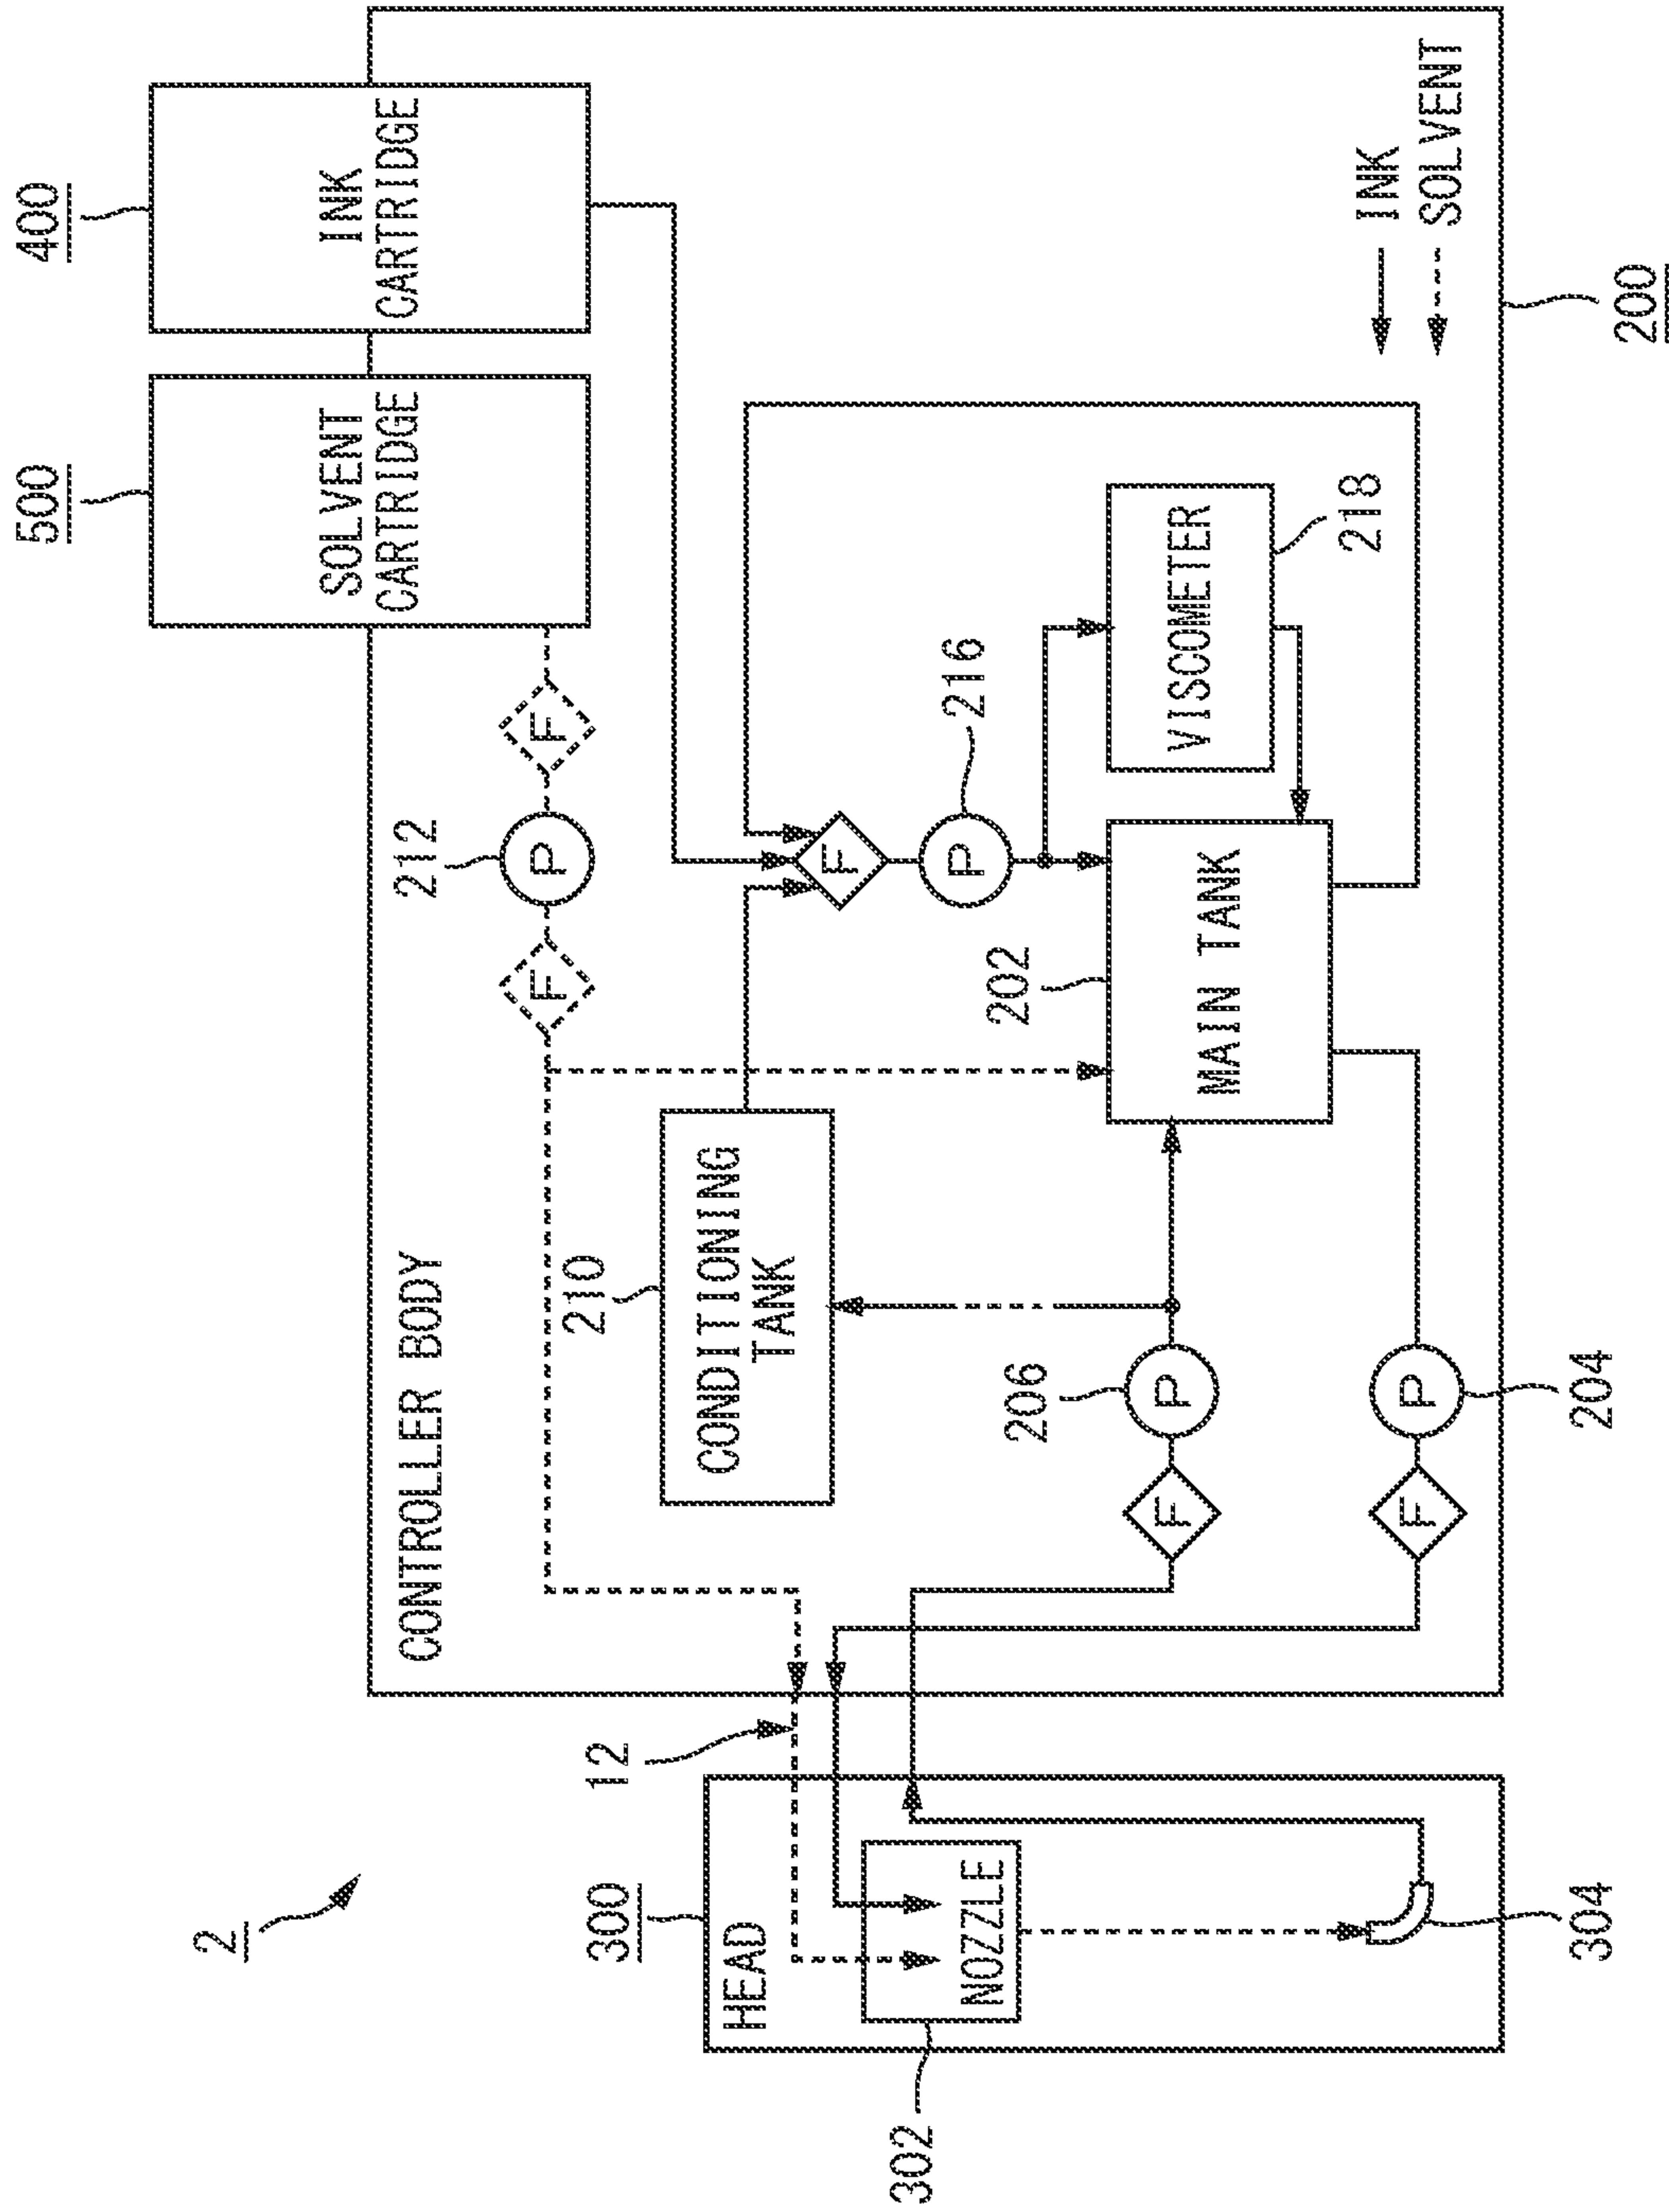 2
CONTROLLER BODY
500
400
SOLVENT
CARTRIDGE
INK
CARTRIDGE
212
F
P
F
12
210
CONDITIONING
TANK
300
HEAD
302
NOZZLE
304
F
P
216
206
F
P
202
MAIN TANK
VISCOMETER
218
F
P
204
INK
SOLVENT
200